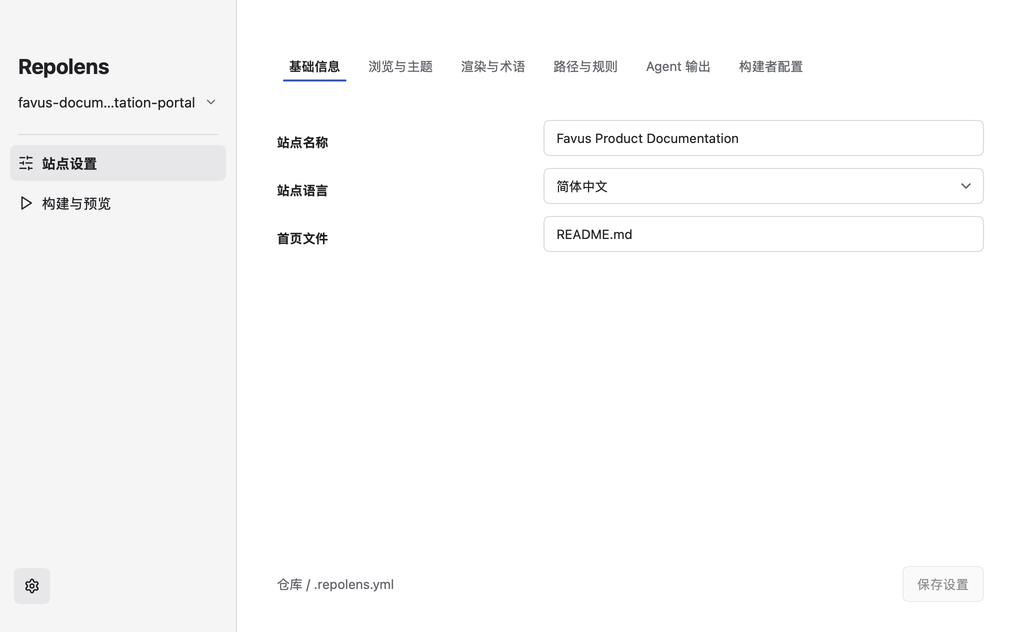 Repolens
favus-docum...tation-portal
站点设置
构建与预览
基础信息
浏览与主题
渲染与术语
路径与规则
Agent 输出
构建者配置
站点名称
Favus Product Documentation
站点语言
简体中文
首页文件
README.md
仓库 / .repolens.yml
保存设置